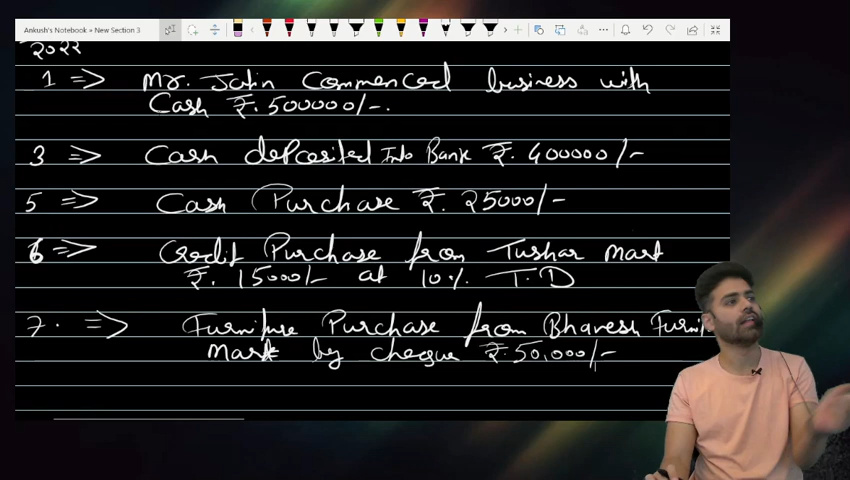 Ankush's Notebook » New Section 3
2022
1 => Mr. Jatin Commenced business with
Cash ₹. 500000/-.
3 => Cash deposited Into Bank ₹. 400000/-
5 => Cash Purchase ₹. 25000/-
6 => Credit Purchase from Tushar Mart
₹. 15000/- at 10% T.D
7. => Furniture Purchase from Bhavesh
Mart by cheque ₹. 50,000/-